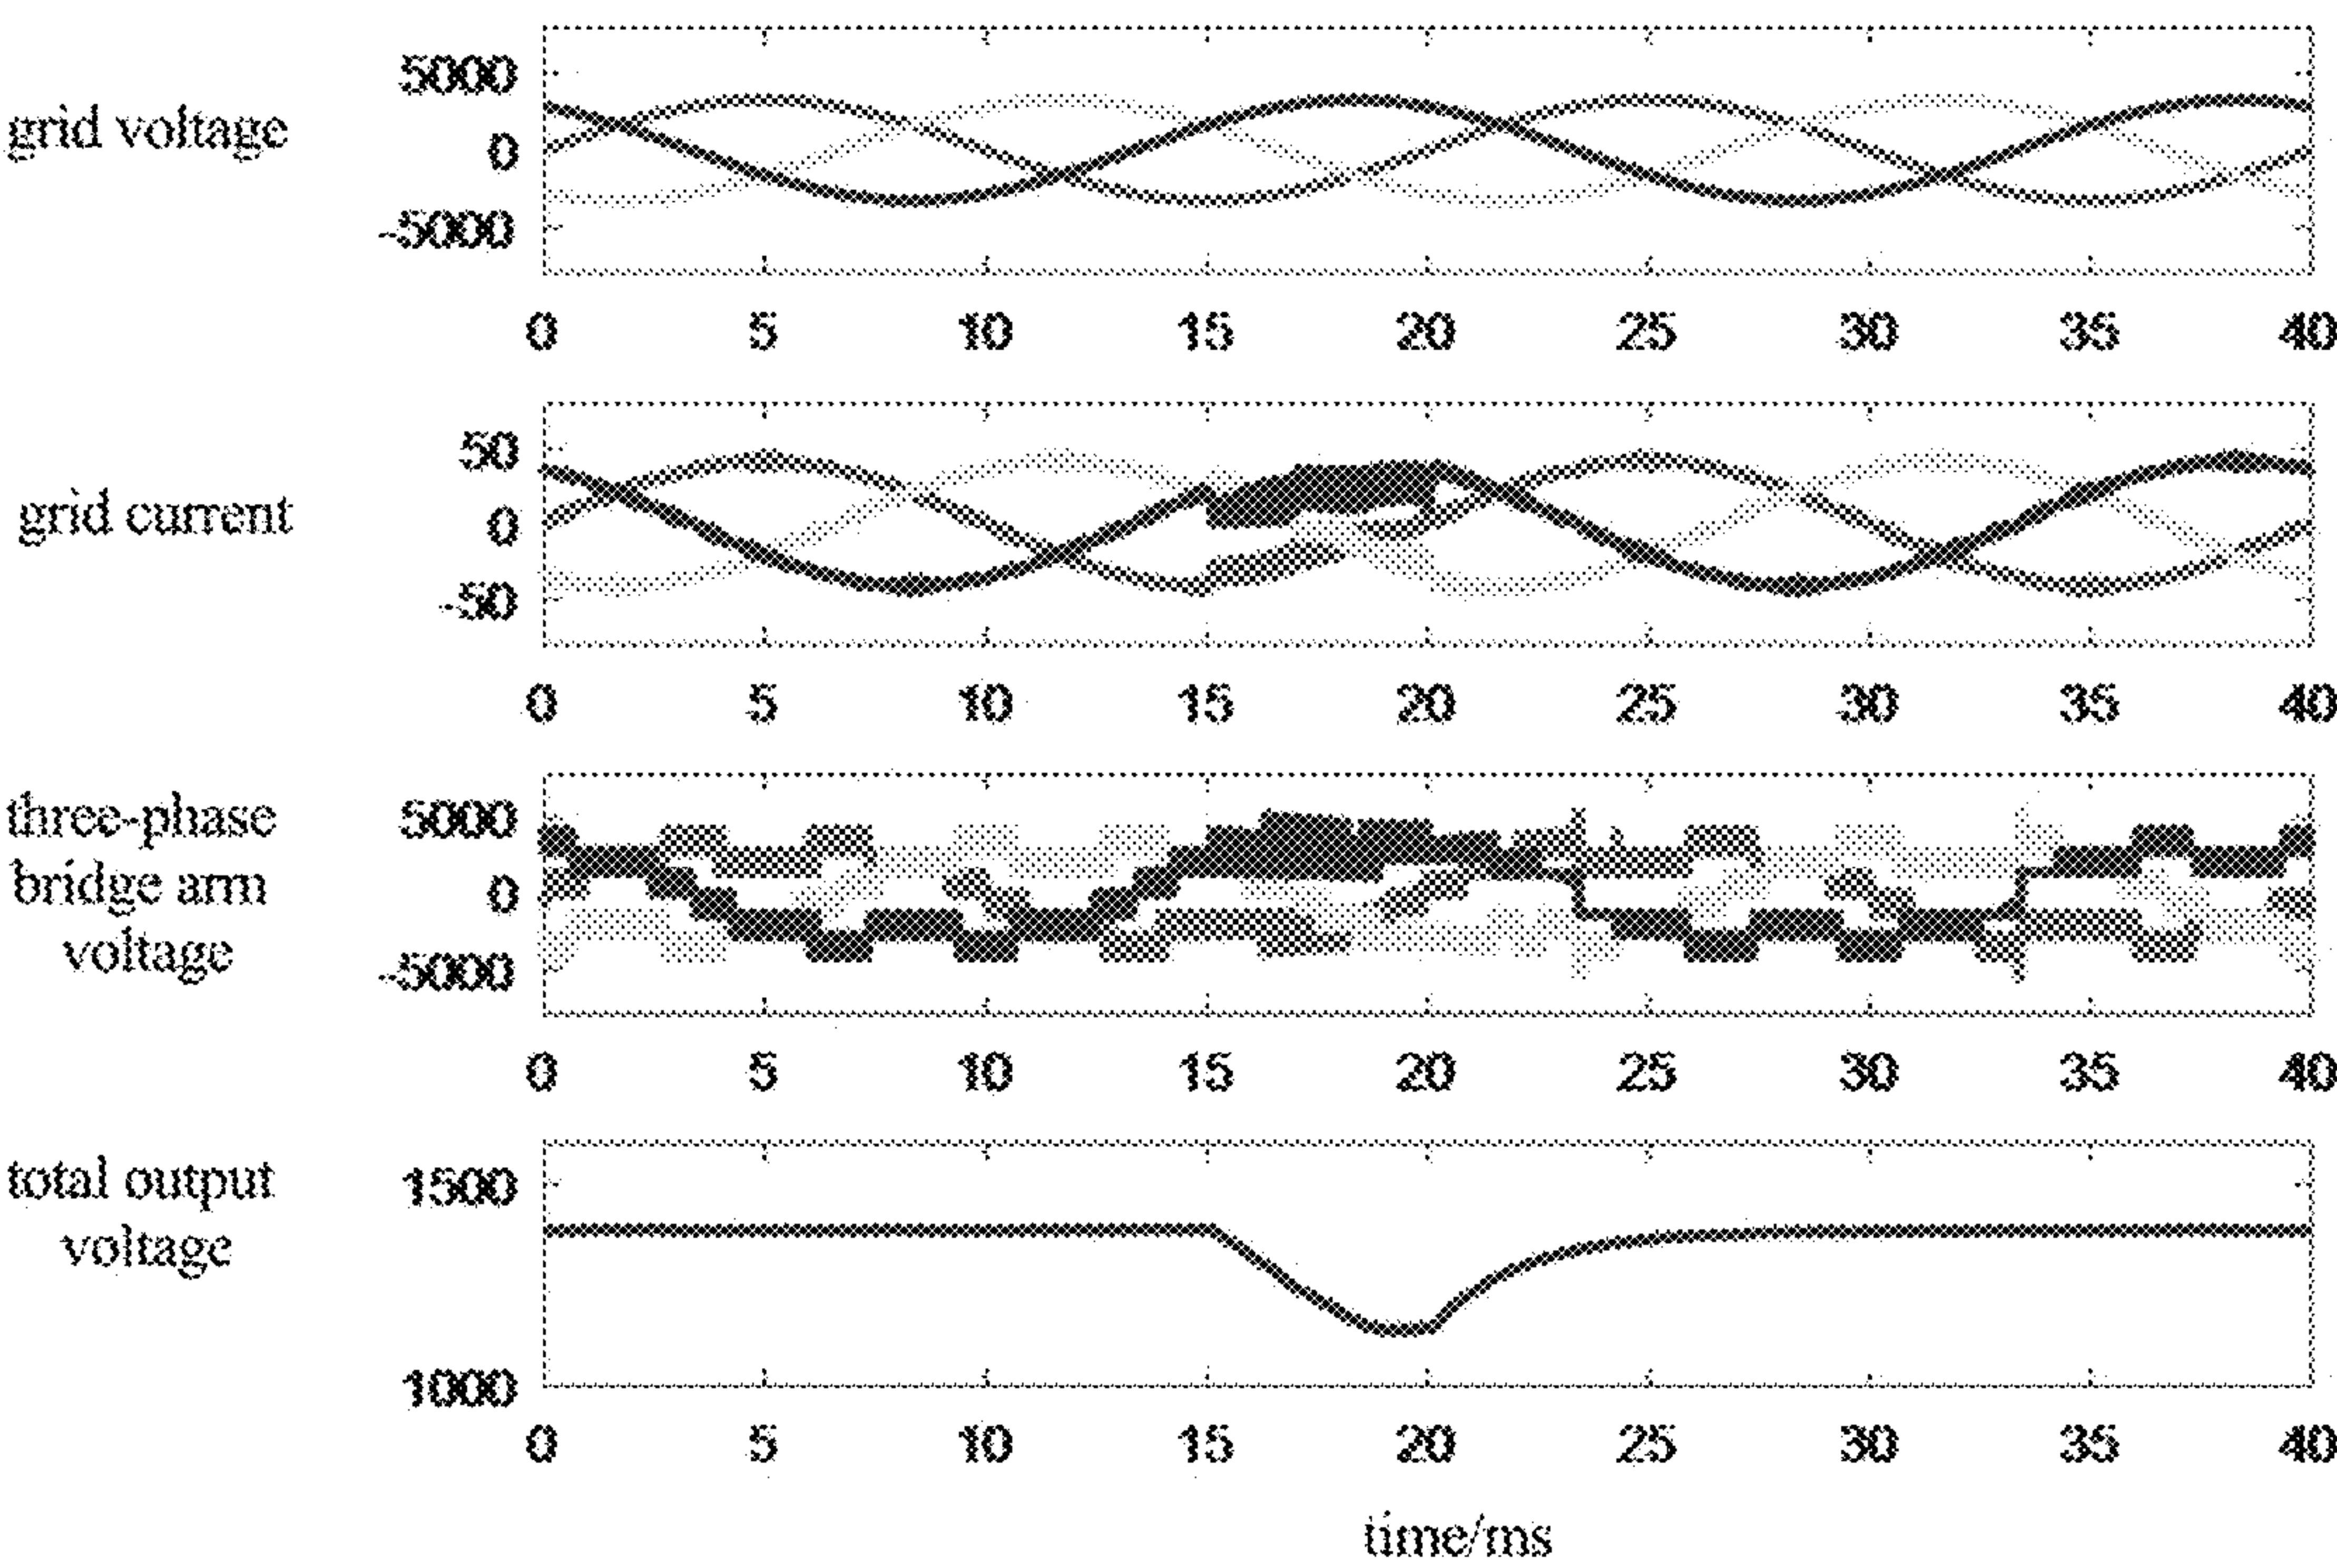 grid voltage
5000
0
-5000
0 5 10 15 20 25 30 35 40
grid current
50
0
-50
0 5 10 15 20 25 30 35 40
three-phase
bridge arm
voltage
5000
0
-5000
0 5 10 15 20 25 30 35 40
total output
voltage
1500
1000
0 5 10 15 20 25 30 35 40
time/ms